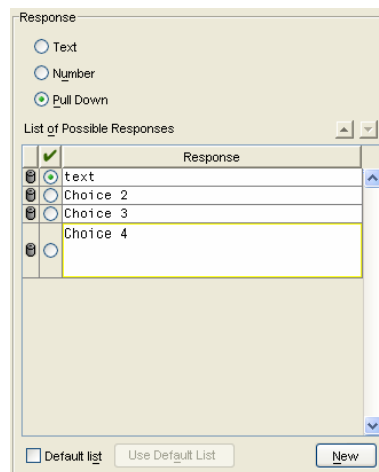 Response
Text
Number
Pull Down
List of Possible Responses
Response
text
Choice 2
Choice 3
Choice 4
Default list Use Default List New